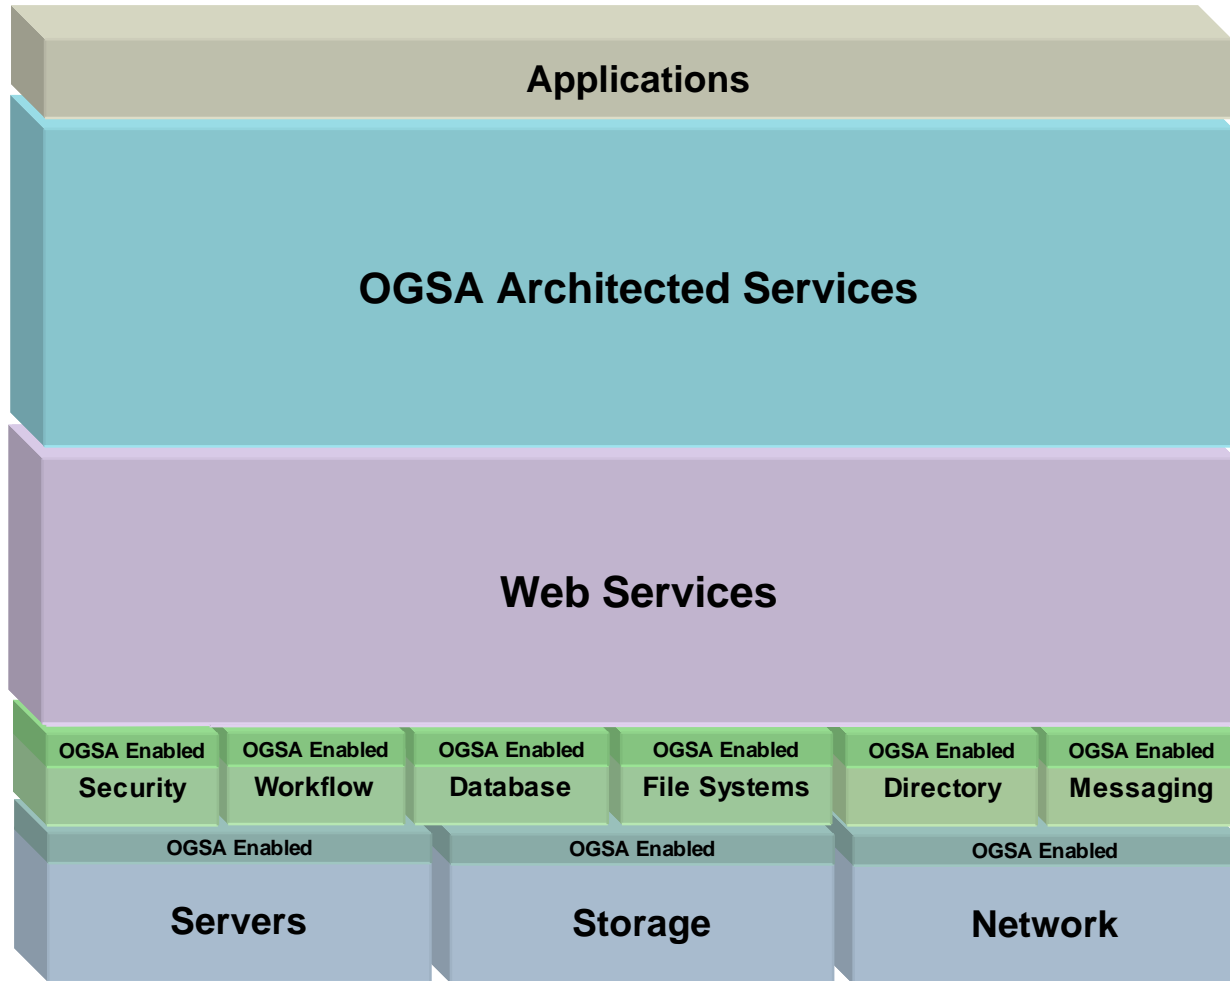 Applications
OGSA Architected Services
Web Services
OGSA Enabled OGSA Enabled OGSA Enabled OGSA Enabled OGSA Enabled OGSA Enabled
Security Workflow Database File Systems Directory Messaging
OGSA Enabled OGSA Enabled OGSA Enabled
Servers Storage Network